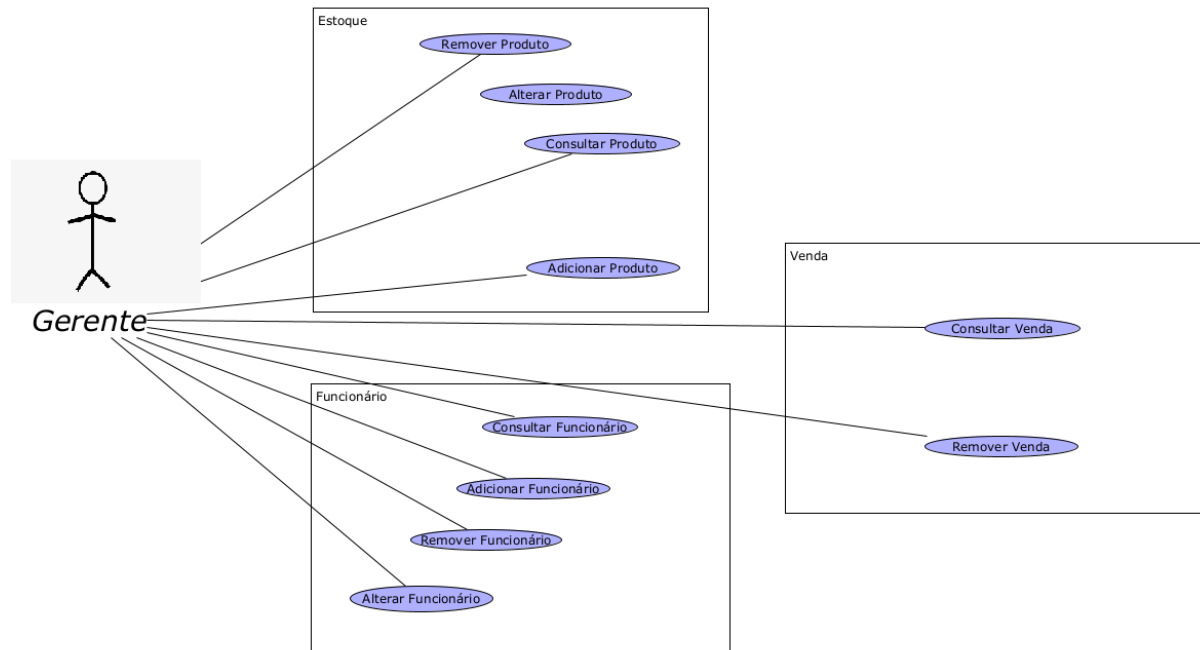 Estoque
Remover Produto
Alterar Produto
Consultar Produto
Adicionar Produto
Venda
Consultar Venda
Remover Venda
Gerente
Funcionário
Consultar Funcionário
Adicionar Funcionário
Remover Funcionário
Alterar Funcionário